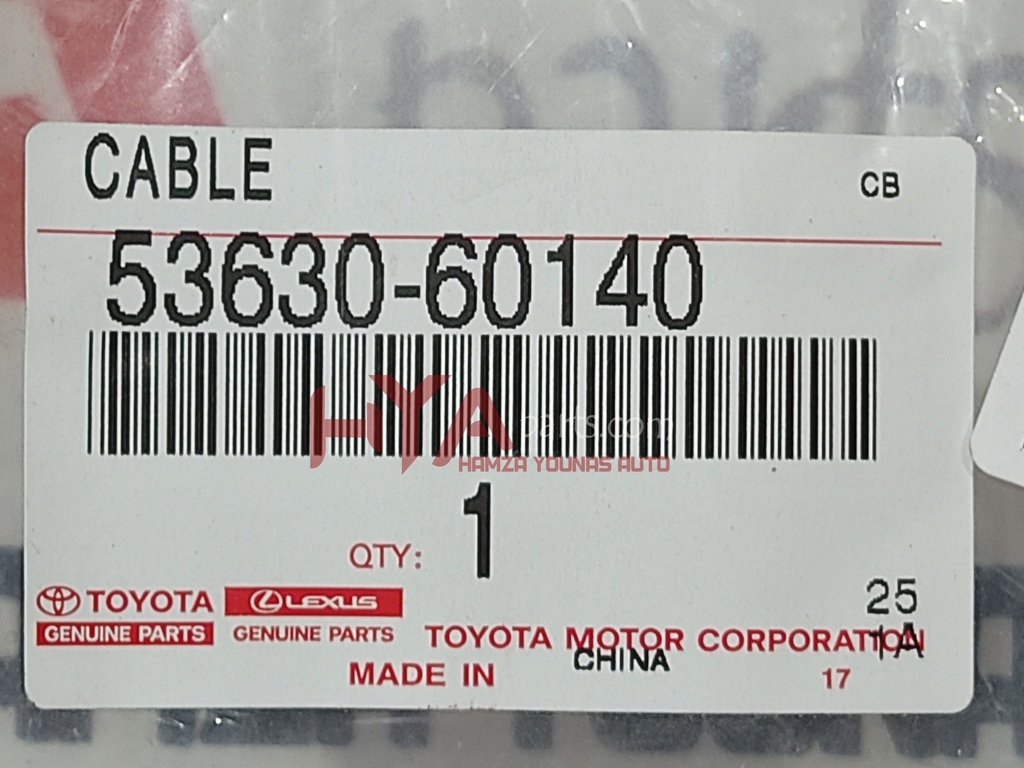 CABLE
CB
53630-60140
HYA parts.com
HAMZA YOUNAS AUTO
QTY: 1
TOYOTA LEXUS 25
GENUINE PARTS GENUINE PARTS TOYOTA MOTOR CORPORATION 1A
MADE IN CHINA 17